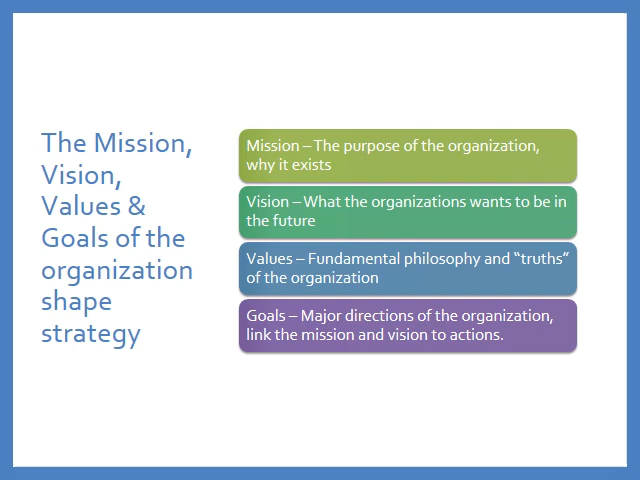 The Mission,
Vision,
Values &
Goals of the
organization
shape
strategy
Mission – The purpose of the organization,
why it exists
Vision – What the organizations wants to be in
the future
Values – Fundamental philosophy and “truths”
of the organization
Goals – Major directions of the organization,
link the mission and vision to actions.